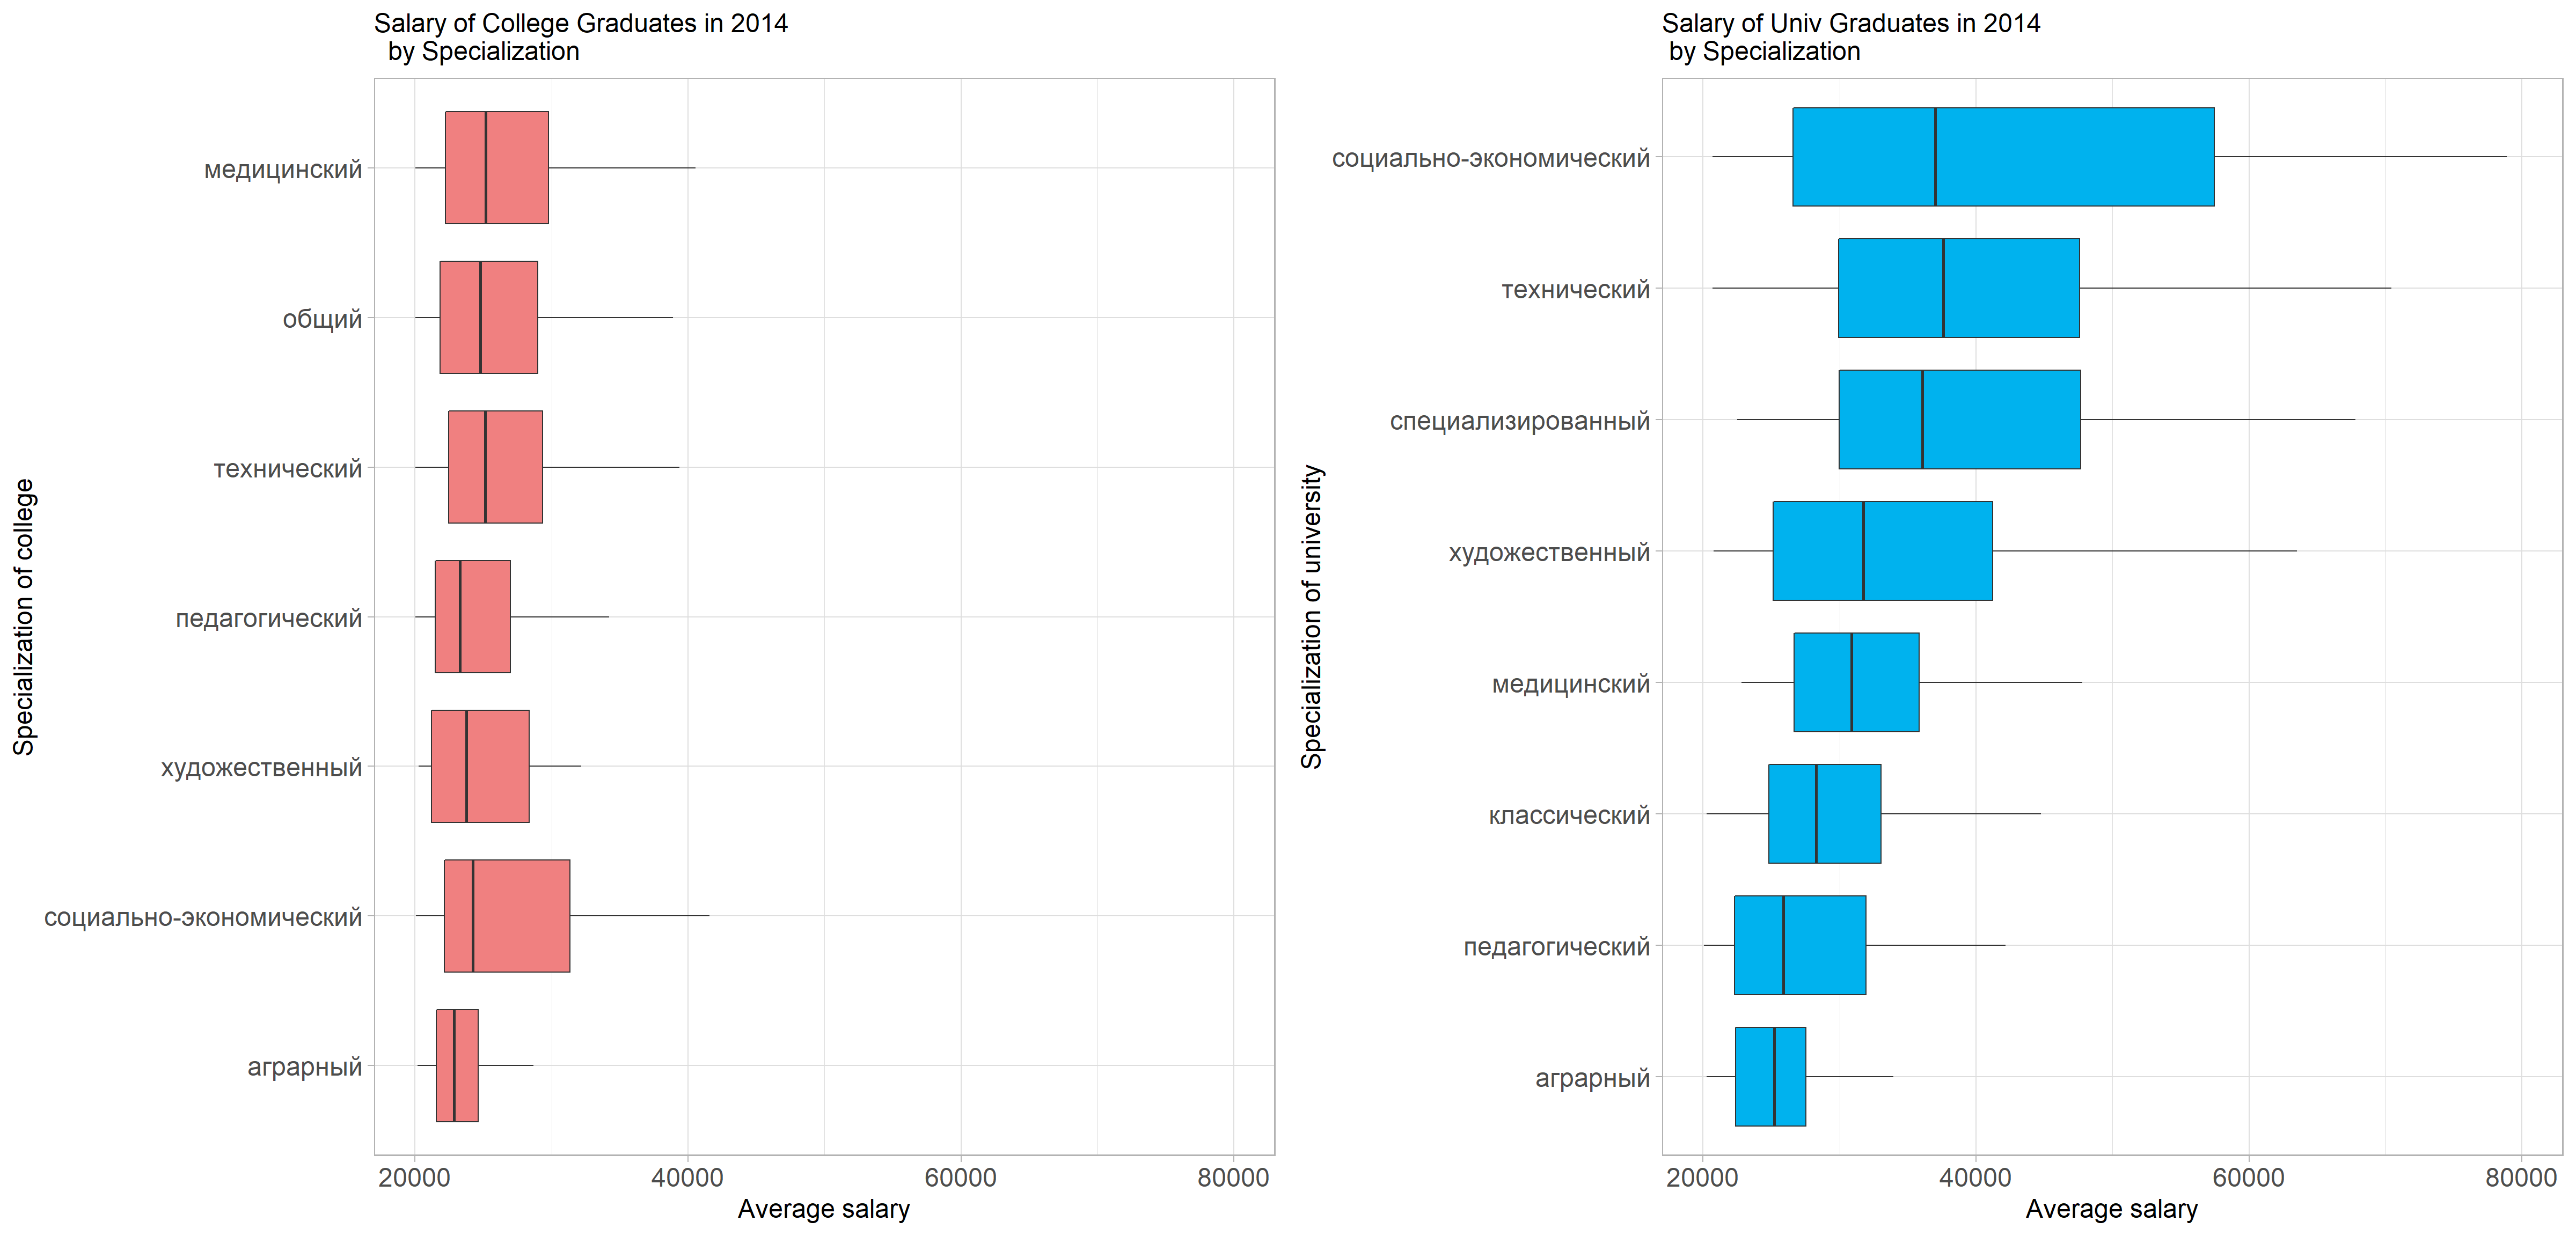 Salary of College Graduates in 2014
by Specialization
Specialization of college
медицинский
общий
технический
педагогический
художественный
социально-экономический
аграрный
20000 40000 60000 80000
Average salary
Salary of Univ Graduates in 2014
by Specialization
Specialization of university
социально-экономический
технический
специализированный
художественный
медицинский
классический
педагогический
аграрный
20000 40000 60000 80000
Average salary